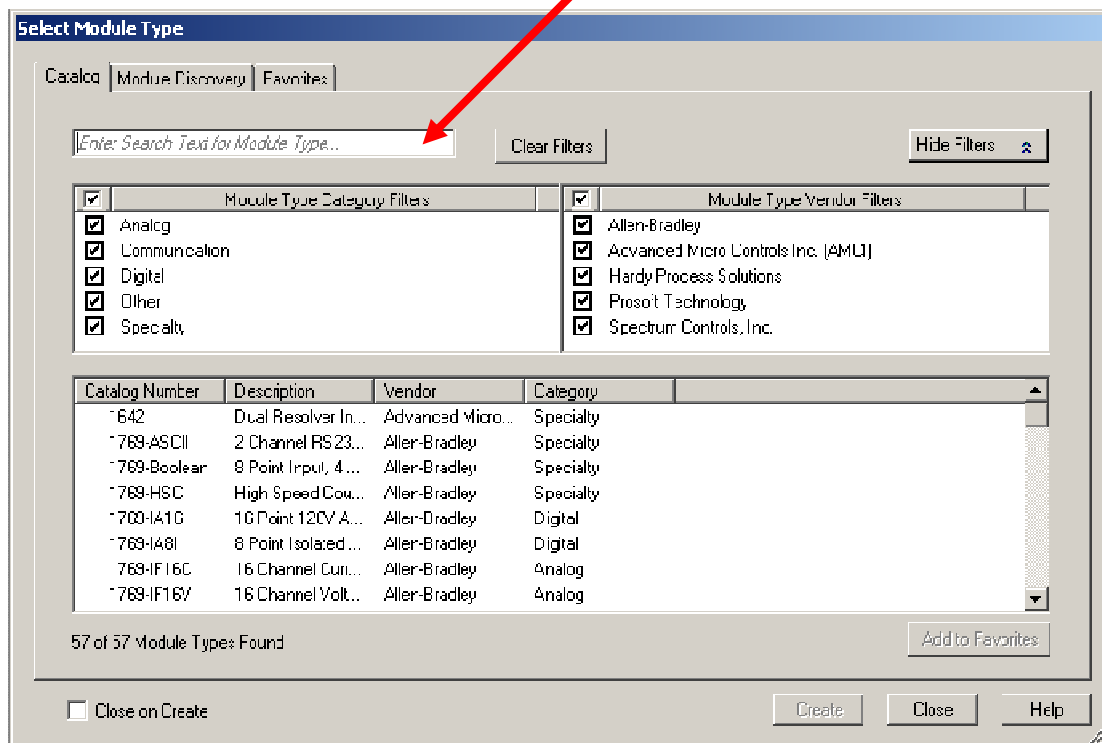 Select Module Type
Catalog Module Discovery Favorites
Enter Search Text for Module Type...
Clear Filters
Hide Filters
Module Type Category Filters Module Type Vendor Filters
Analog Allen-Bradley
Communication Advanced Micro Controls Inc. (AMCI)
Digital Hardy Process Solutions
Other Prosoft Technology
Specialty Spectrum Controls, Inc.
Catalog Number Description Vendor Category
1642 Dual Resolver In... Advanced Micro... Specialty
1769-ASCII 2 Channel RS23... Allen-Bradley Specialty
1769-Boolean 8 Point Input, 4 ... Allen-Bradley Specialty
1769-HSC High Speed Cou... Allen-Bradley Specialty
1769-IA16 16 Point 120V A... Allen-Bradley Digital
1769-IA8I 8 Point Isolated ... Allen-Bradley Digital
1769-IF16C 16 Channel Curr... Allen-Bradley Analog
1769-IF16V 16 Channel Volt... Allen-Bradley Analog
57 of 57 Module Types Found
Add to Favorites
Close on Create
Create Close Help